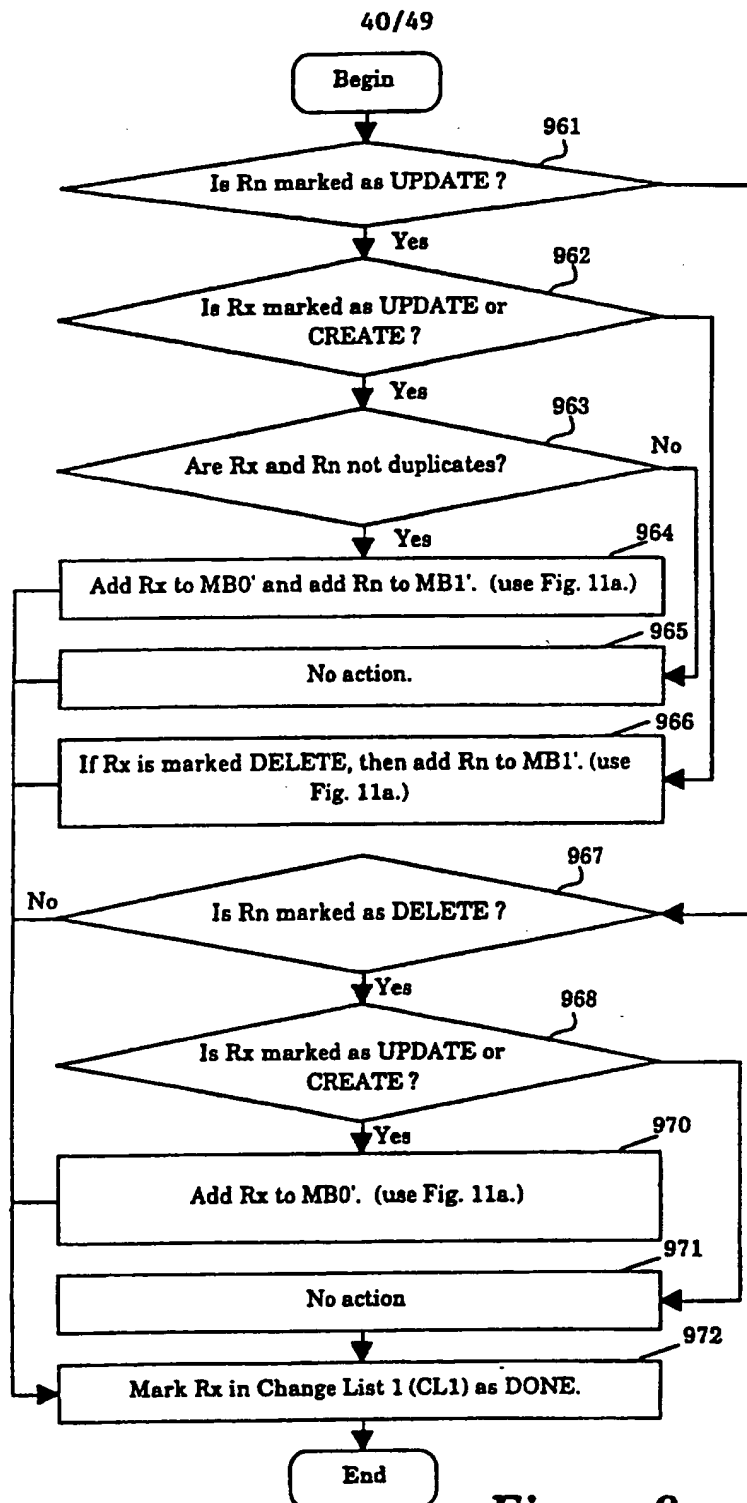 40/49
Begin
961
Is Rn marked as UPDATE ?
Yes
962
Is Rx marked as UPDATE or
CREATE ?
Yes
963
No
Are Rx and Rn not duplicates?
Yes
964
Add Rx to MB0'  and add Rn to MB1'. (use Fig. 11a.)
965
No action.
966
If Rx is marked DELETE, then add Rn to MB1'. (use
Fig. 11a.)
967
No
Is Rn marked as DELETE ?
Yes
968
Is Rx marked as UPDATE or
CREATE ?
Yes
970
Add Rx to MB0'. (use Fig. 11a.)
971
No action
972
Mark Rx in Change List 1 (CL1) as DONE.
End